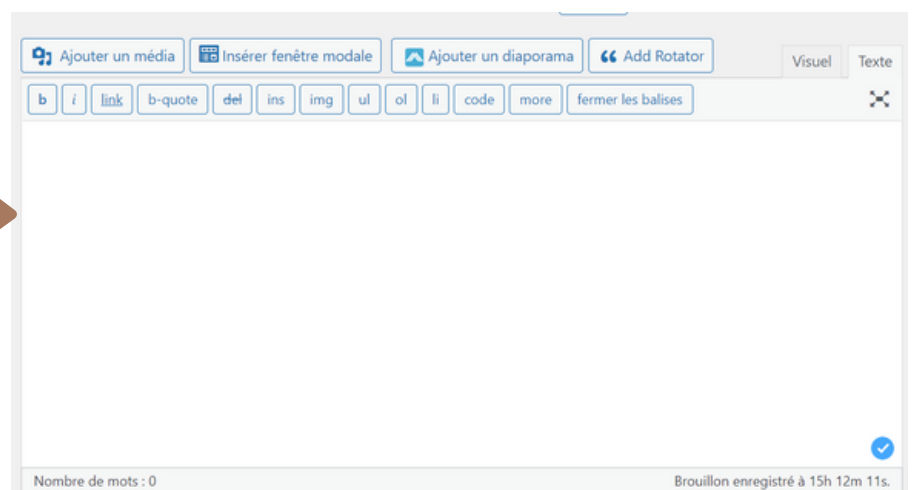 Ajouter un média Insérer fenêtre modale Ajouter un diaporama Add Rotator Visuel Texte
b i link b-quote del ins img ul ol li code more fermer les balises
Nombre de mots : 0 Brouillon enregistré à 15h 12m 11s.